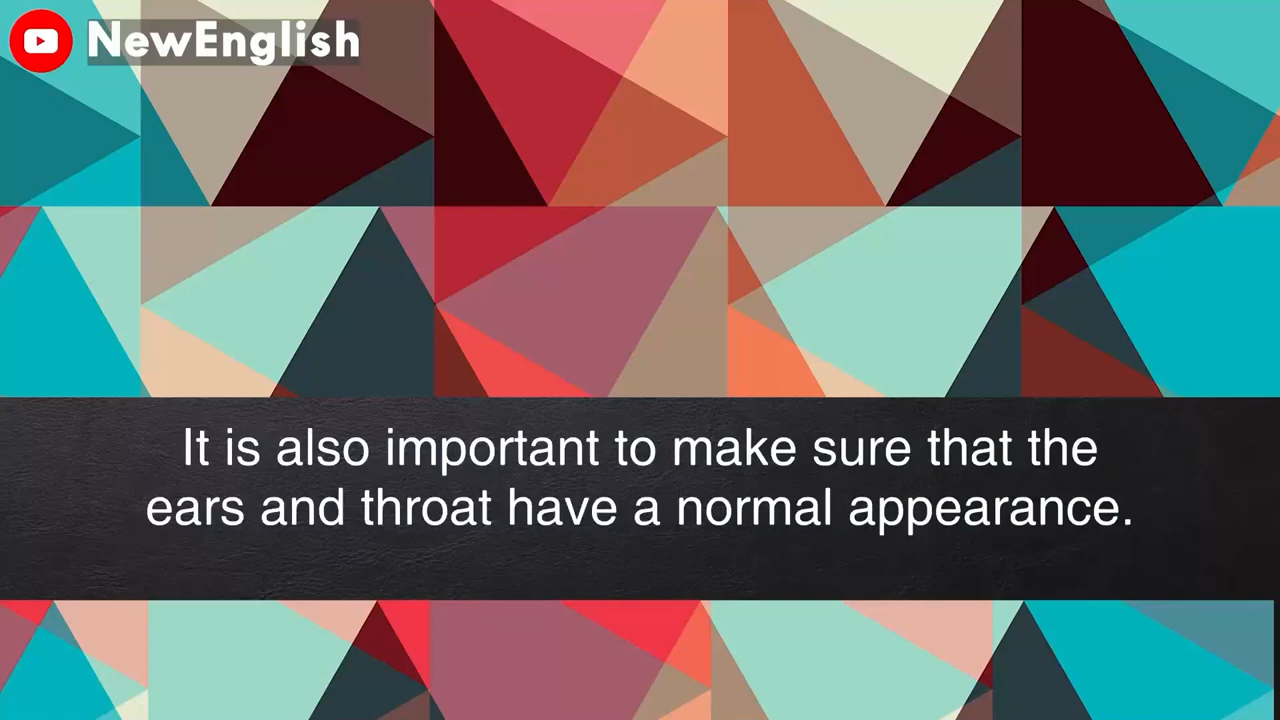 NewEnglish
It is also important to make sure that the
ears and throat have a normal appearance.